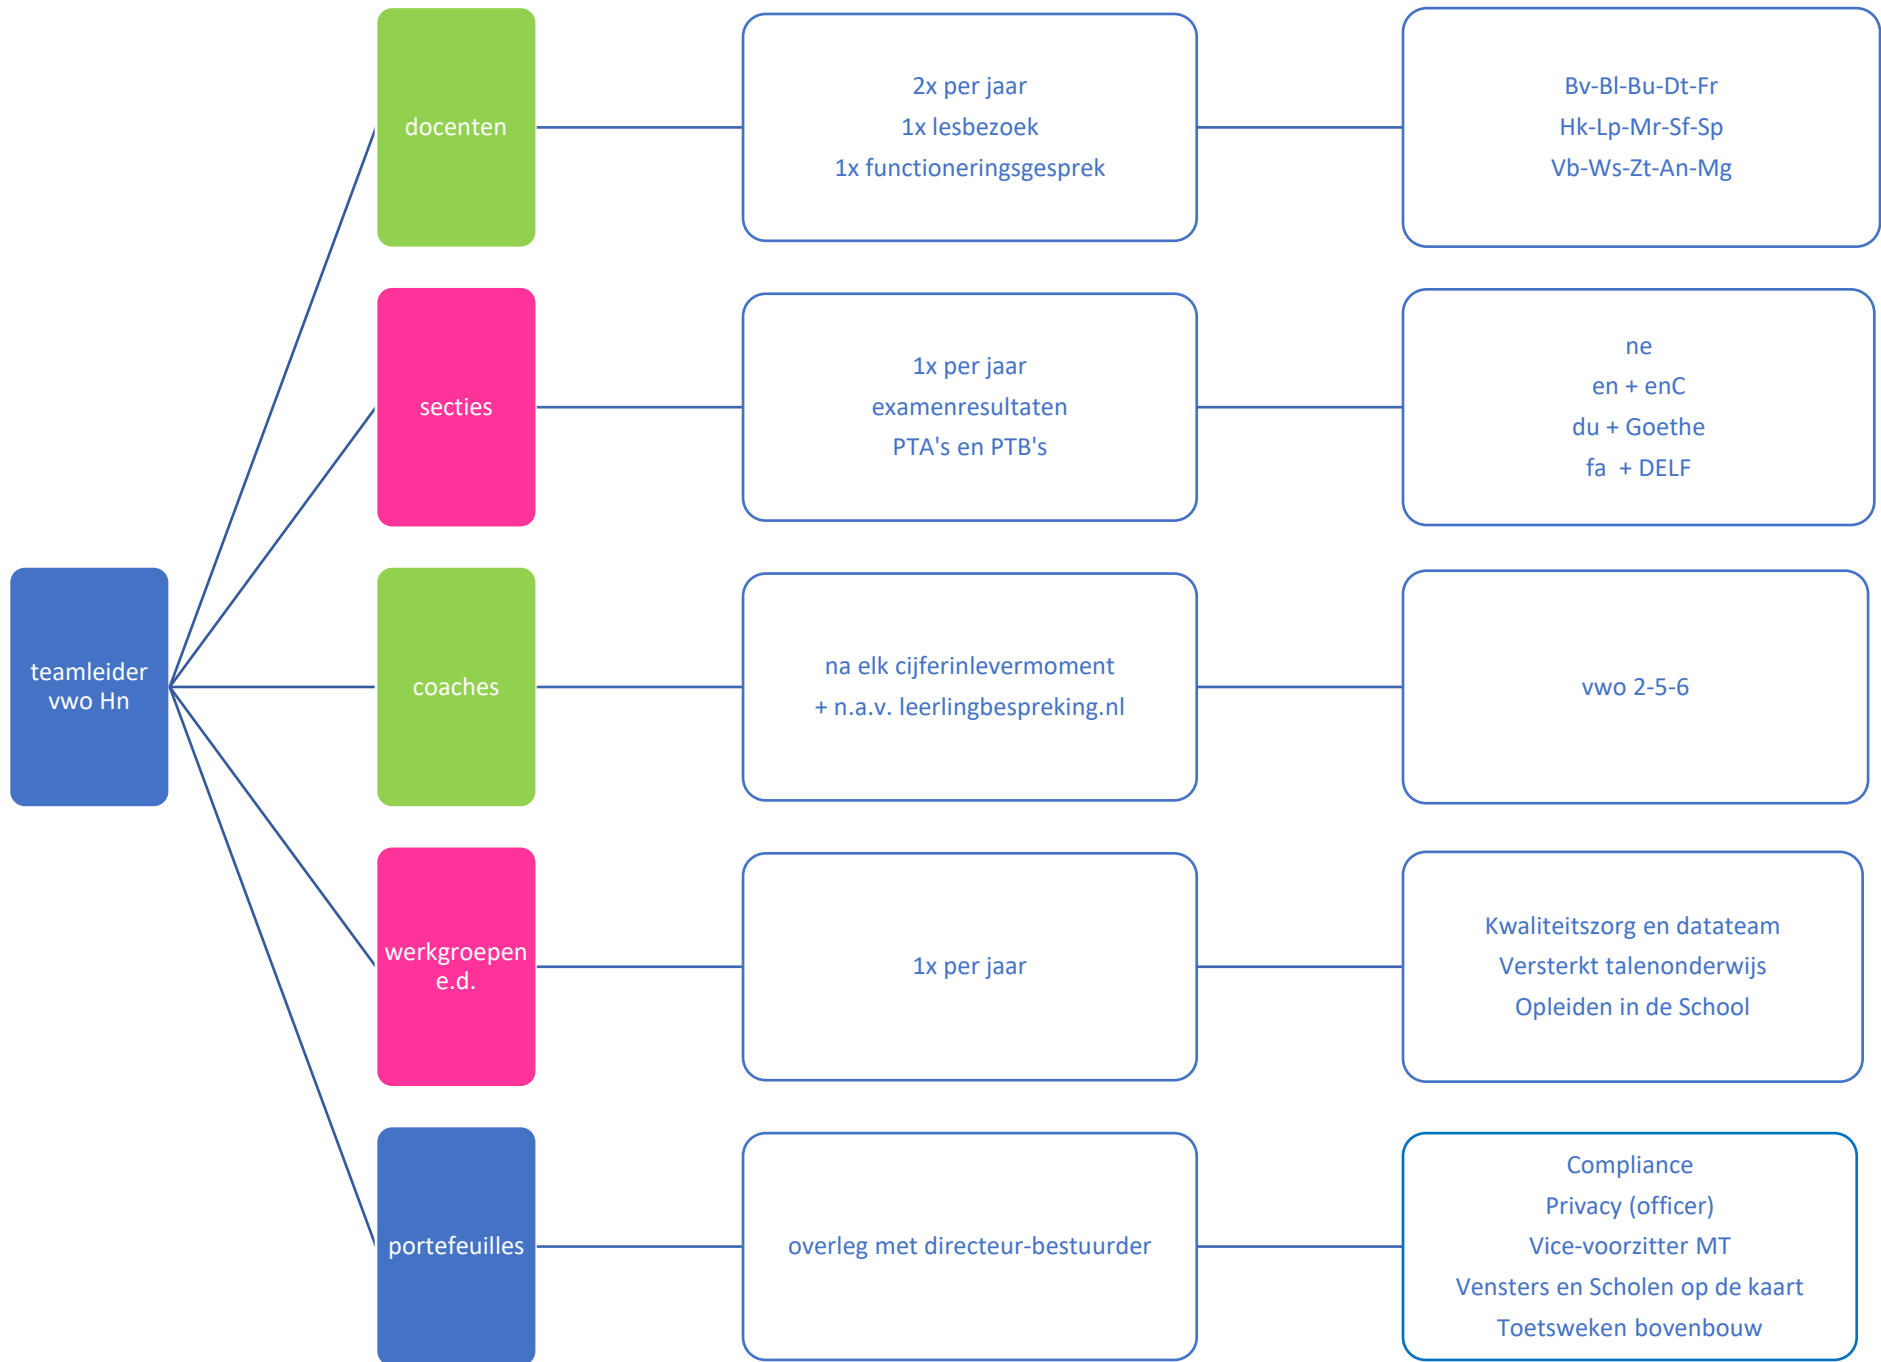 docenten
2x per jaar
1x lesbezoek
1x functioneringsgesprek
Bv-Bl-Bu-Dt-Fr
Hk-Lp-Mr-Sf-Sp
Vb-Ws-Zt-An-Mg
secties
1x per jaar
examenresultaten
PTA's en PTB's
ne
en + enC
du + Goethe
fa + DELF
teamleider
vwo Hn
coaches
na elk cijferinlevermoment
+ n.a.v. leerlingbespreking.nl
vwo 2-5-6
werkgroepen
e.d.
1x per jaar
Kwaliteitszorg en datateam
Versterkt talenonderwijs
Opleiden in de School
portefeuilles
overleg met directeur-bestuurder
Compliance
Privacy (officer)
Vice-voorzitter MT
Vensters en Scholen op de kaart
Toetsweken bovenbouw